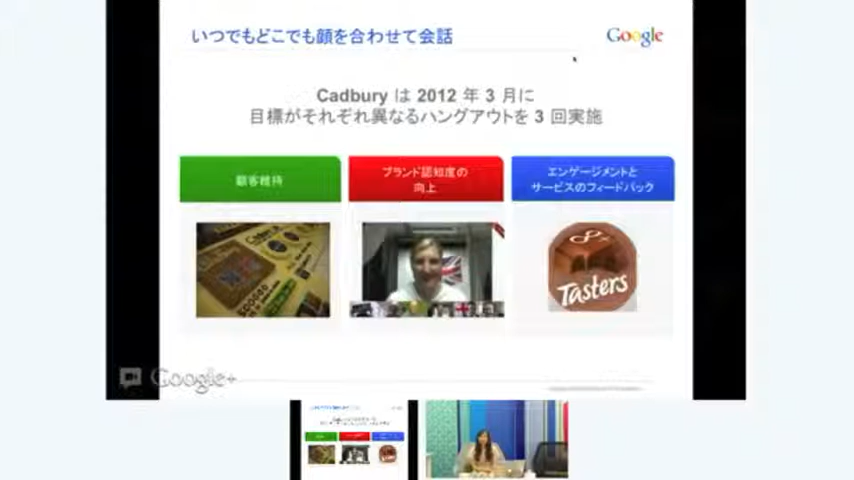 いつでもどこでも顔を合わせて会話
Google
Cadbury は 2012 年 3 月に
目標がそれぞれ異なるハングアウトを 3 回実施
顧客維持
ブランド認知度の
向上
エンゲージメントと
サービスのフィードバック
Tasters
Google+